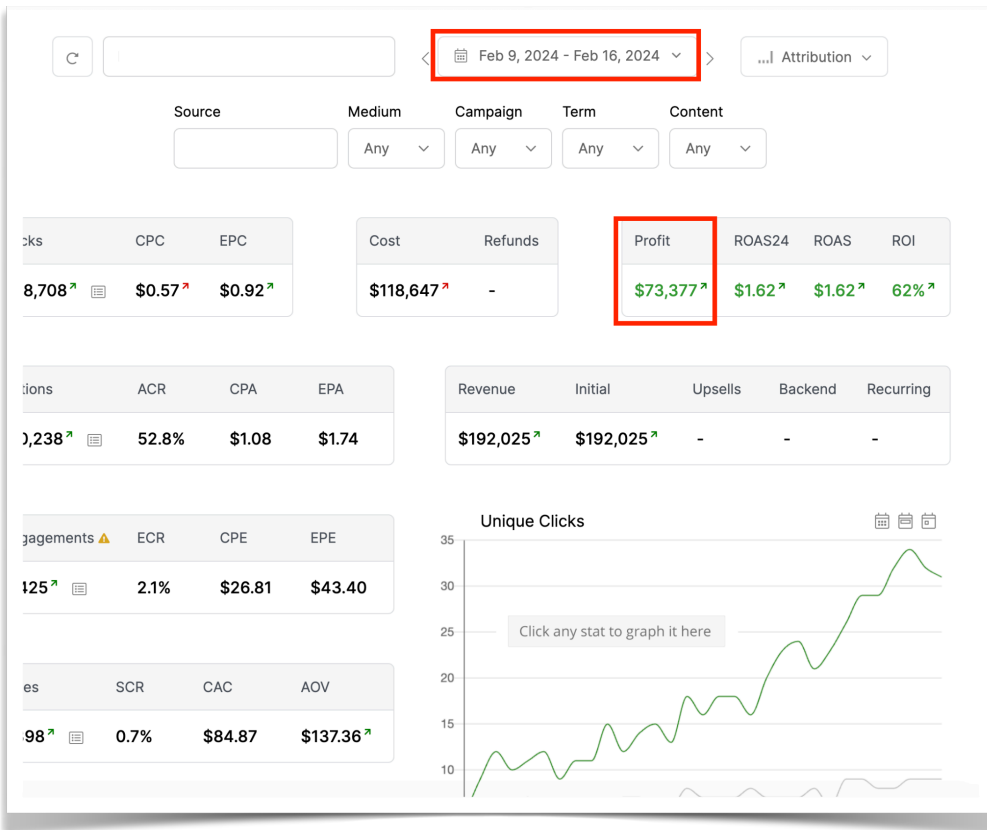 Feb 9, 2024 - Feb 16, 2024
Attribution
Source Medium Campaign Term Content
Any Any Any Any
cks CPC EPC
8,708 $0.57 $0.92
Cost Refunds
$118,647 -
Profit ROAS24 ROAS ROI
$73,377 $1.62 $1.62 62%
tions ACR CPA EPA
0,238 52.8% $1.08 $1.74
Revenue Initial Upsells Backend Recurring
$192,025 $192,025 - - -
gagements ECR CPE EPE
425 2.1% $26.81 $43.40
es SCR CAC AOV
98 0.7% $84.87 $137.36
Unique Clicks
35
30
25
Click any stat to graph it here
20
15
10